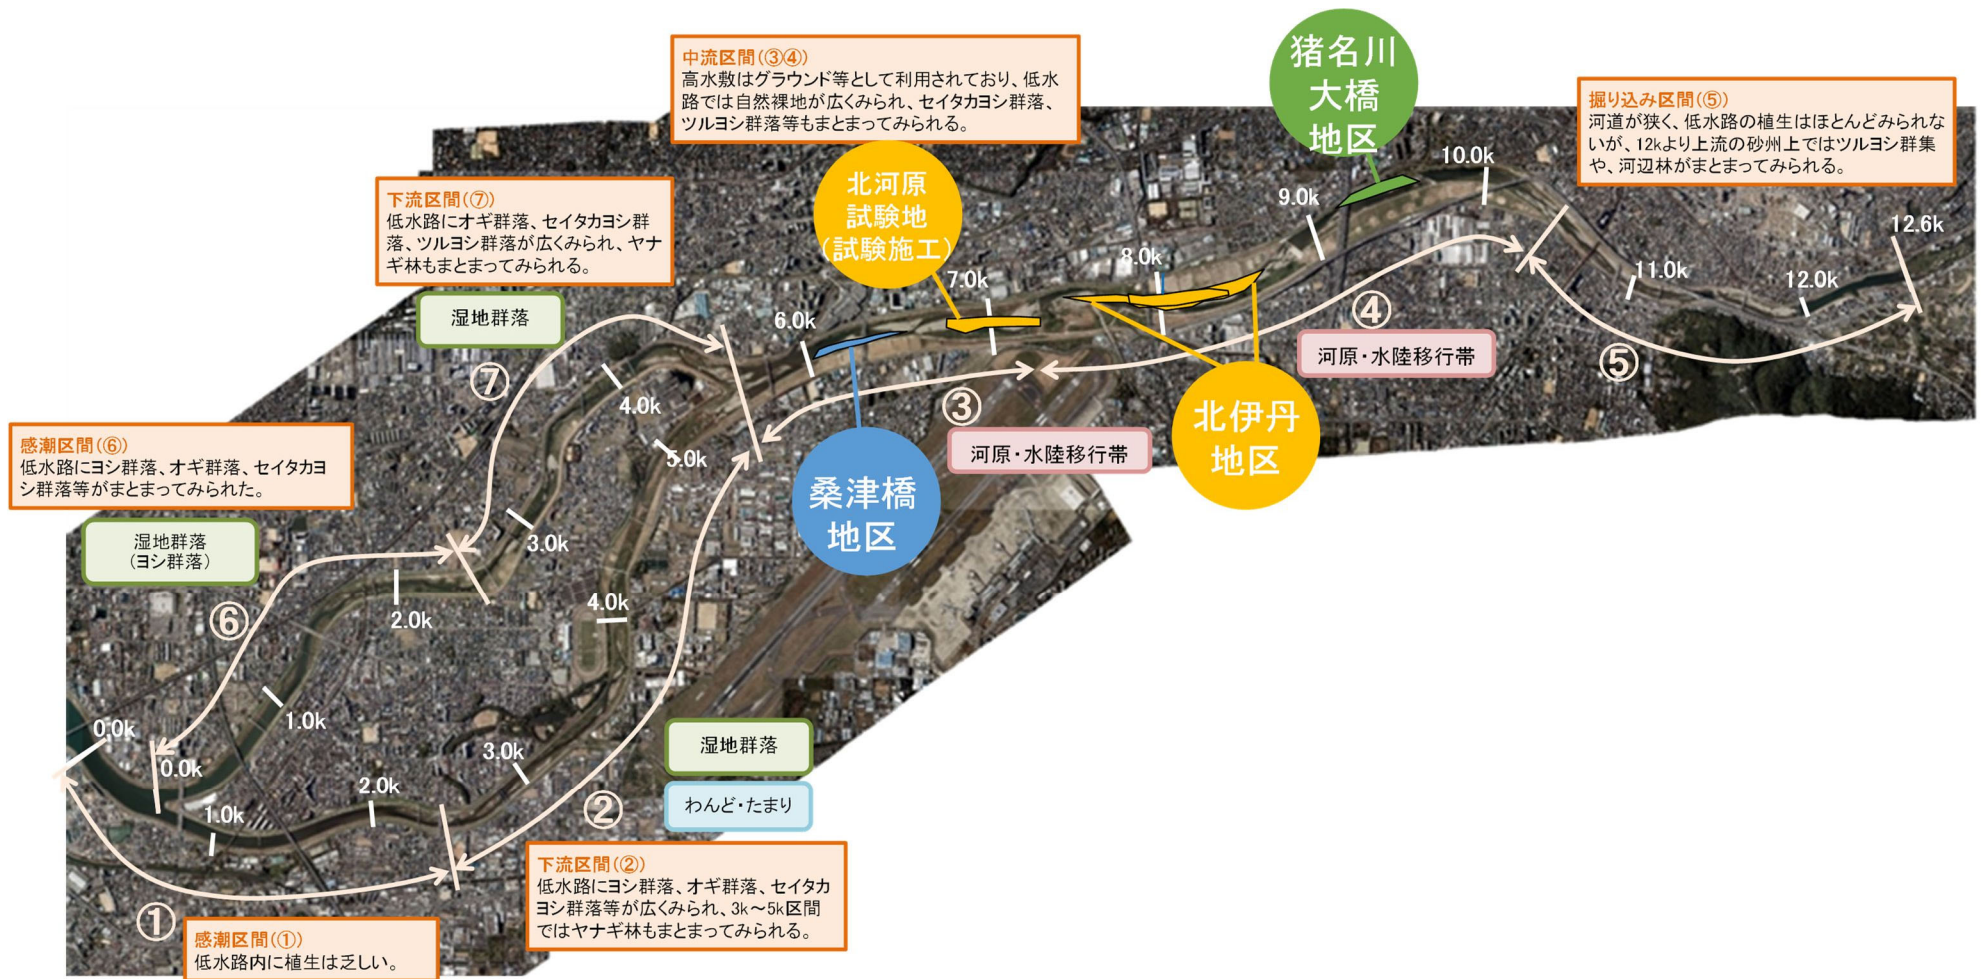 中流区間(③④)
高水敷はグラウンド等として利用されており、低水
路では自然裸地が広くみられ、セイタカヨシ群落、
ツルヨシ群落等もまとまってみられる。
猪名川
大橋
地区
掘り込み区間(⑤)
河道が狭く、低水路の植生はほとんどみられな
いが、12kより上流の砂州上ではツルヨシ群集
や、河辺林がまとまってみられる。
下流区間(⑦)
低水路にオギ群落、セイタカヨシ群
落、ツルヨシ群落が広くみられ、ヤナ
ギ林もまとまってみられる。
湿地群落
北河原
試験地
(試験施工)
10.0k
9.0k
12.6k
8.0k
7.0k
11.0k
12.0k
6.0k
④
河原・水陸移行帯
⑤
⑦
4.0k
5.0k
③
河原・水陸移行帯
北伊丹
地区
桑津橋
地区
感潮区間(⑥)
低水路にヨシ群落、オギ群落、セイタカヨ
シ群落等がまとまってみられた。
湿地群落
(ヨシ群落)
3.0k
⑥
2.0k
4.0k
1.0k
0.0k
0.0k
3.0k
2.0k
1.0k
湿地群落
わんど・たまり
②
下流区間(②)
低水路にヨシ群落、オギ群落、セイタカ
ヨシ群落等が広くみられ、3k～5k区間
ではヤナギ林もまとまってみられる。
①
感潮区間(①)
低水路内に植生は乏しい。